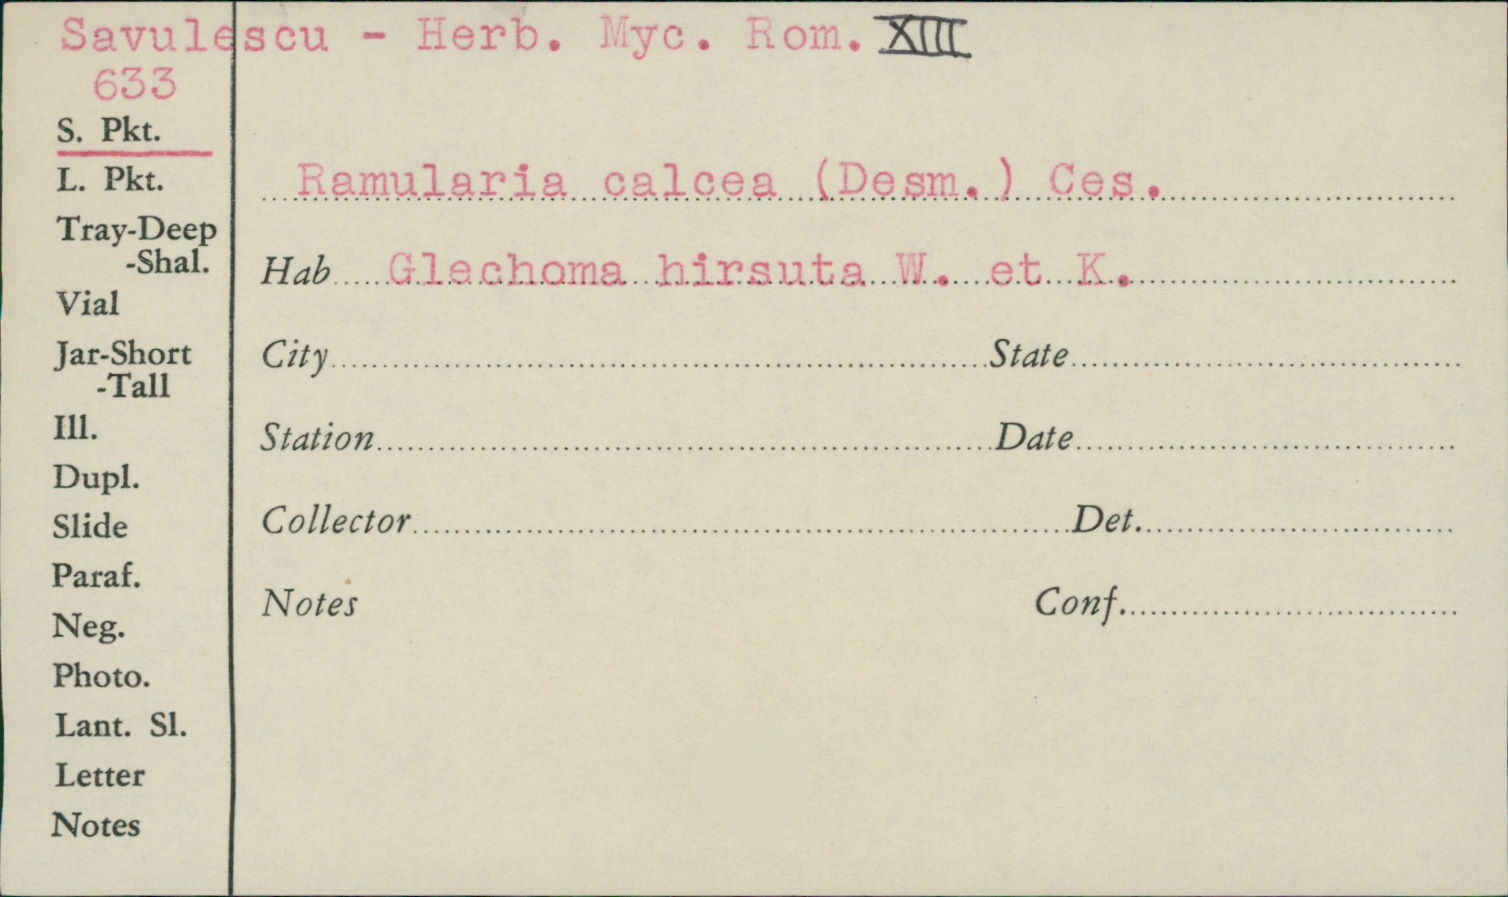 Savulescu - Herb. Myc. Rom. XIII
633
S. Pkt.
L. Pkt.
Tray-Deep
-Shal.
Vial
Jar-Short
-Tall
Ill.
Dupl.
Slide
Paraf.
Neg.
Photo.
Lant. Sl.
Letter
Notes
Ramularia calcea (Desm.) Ces.
Hab Glechoma hirsuta W. et K.
City State
Station Date
Collector Det.
Notes Conf.